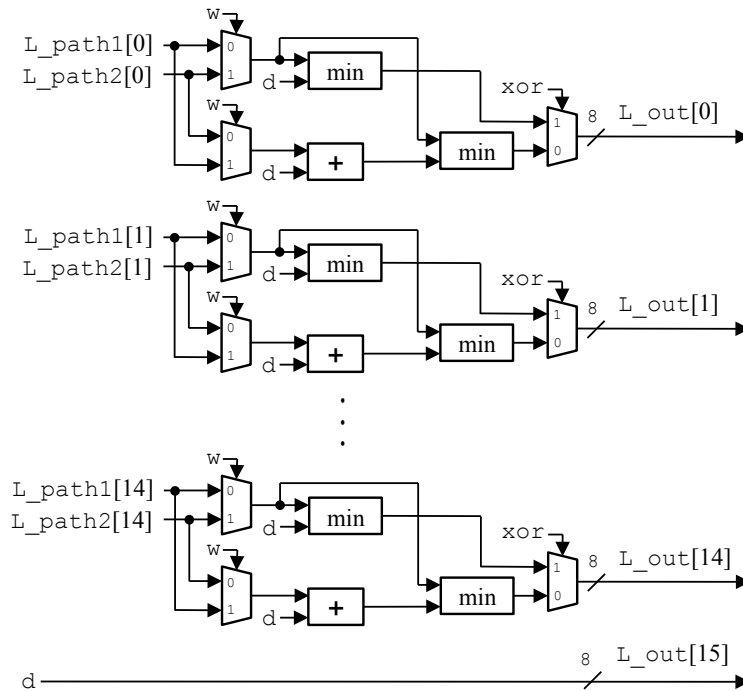 w
L_path1[0]
0
L_path2[0]
1
min
d
w
xor
0
1
8
L_out[0]
1
+
min
0
d
w
L_path1[1]
0
L_path2[1]
1
min
d
w
xor
0
1
8
L_out[1]
1
+
min
0
d
w
L_path1[14]
0
L_path2[14]
1
min
d
w
xor
0
1
8
L_out[14]
1
+
min
0
d
d
8
L_out[15]